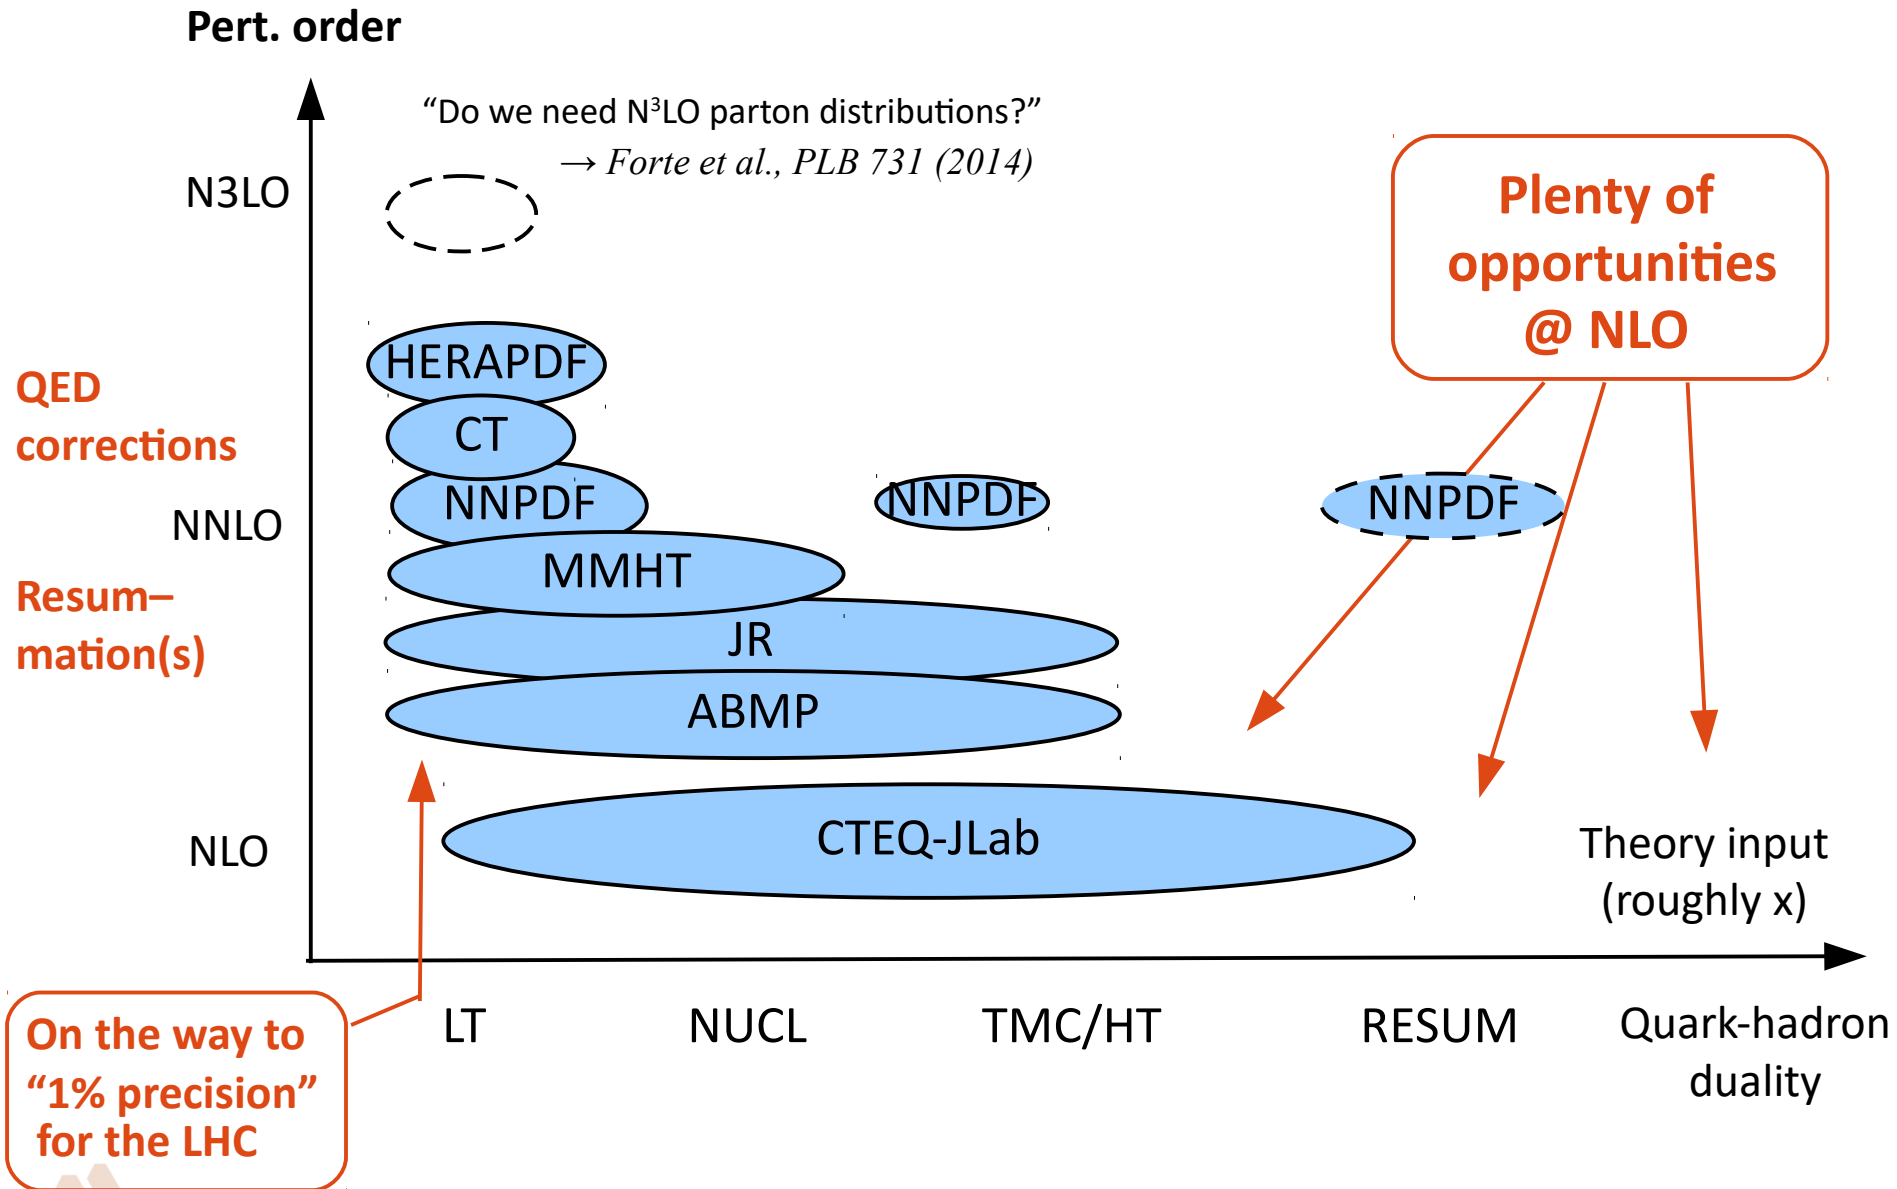 Pert. order
“Do we need N³LO parton distributions?”
→ Forte et al., PLB 731 (2014)
N3LO
Plenty of
opportunities
@ NLO
HERAPDF
QED
corrections
CT
NNPDF
NNPDF
NNPDF
NNLO
MMHT
Resum–
mation(s)
JR
ABMP
CTEQ-JLab
NLO
Theory input
(roughly x)
LT
NUCL
TMC/HT
RESUM
Quark-hadron
duality
On the way to
“1% precision”
for the LHC